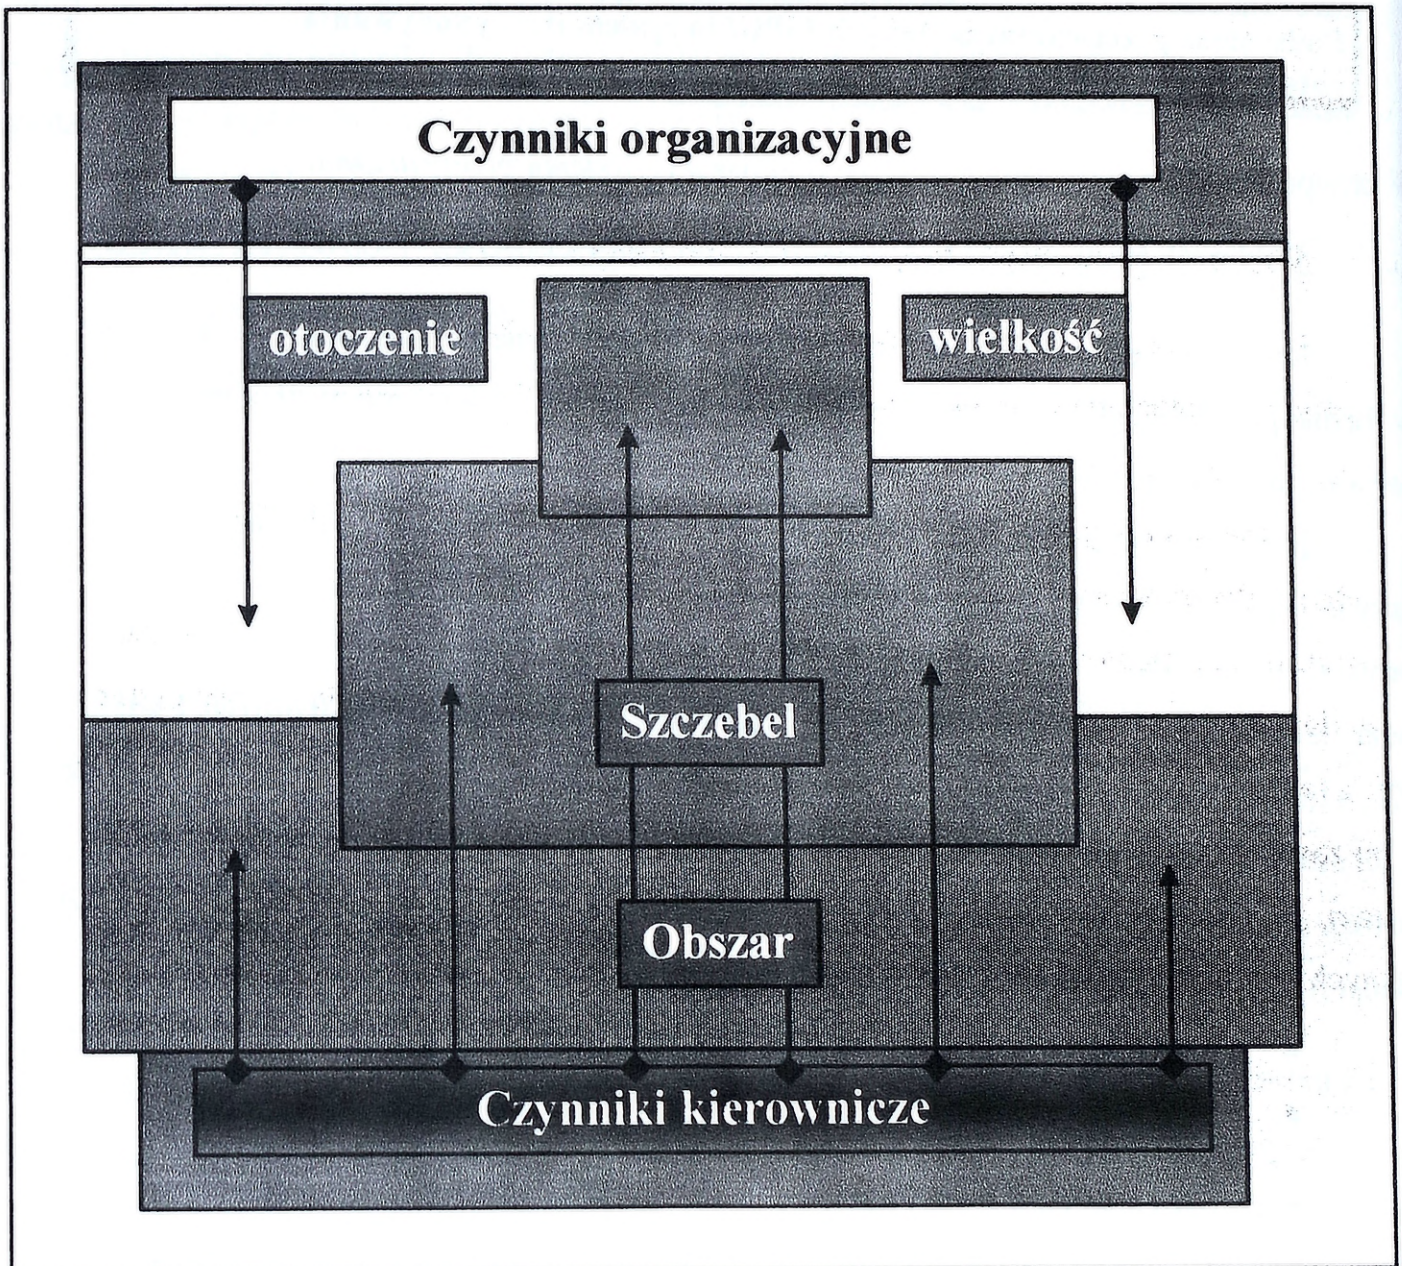 Czynniki organizacyjne
otoczenie
wielkość
Szczebel
Obszar
Czynniki kierownicze